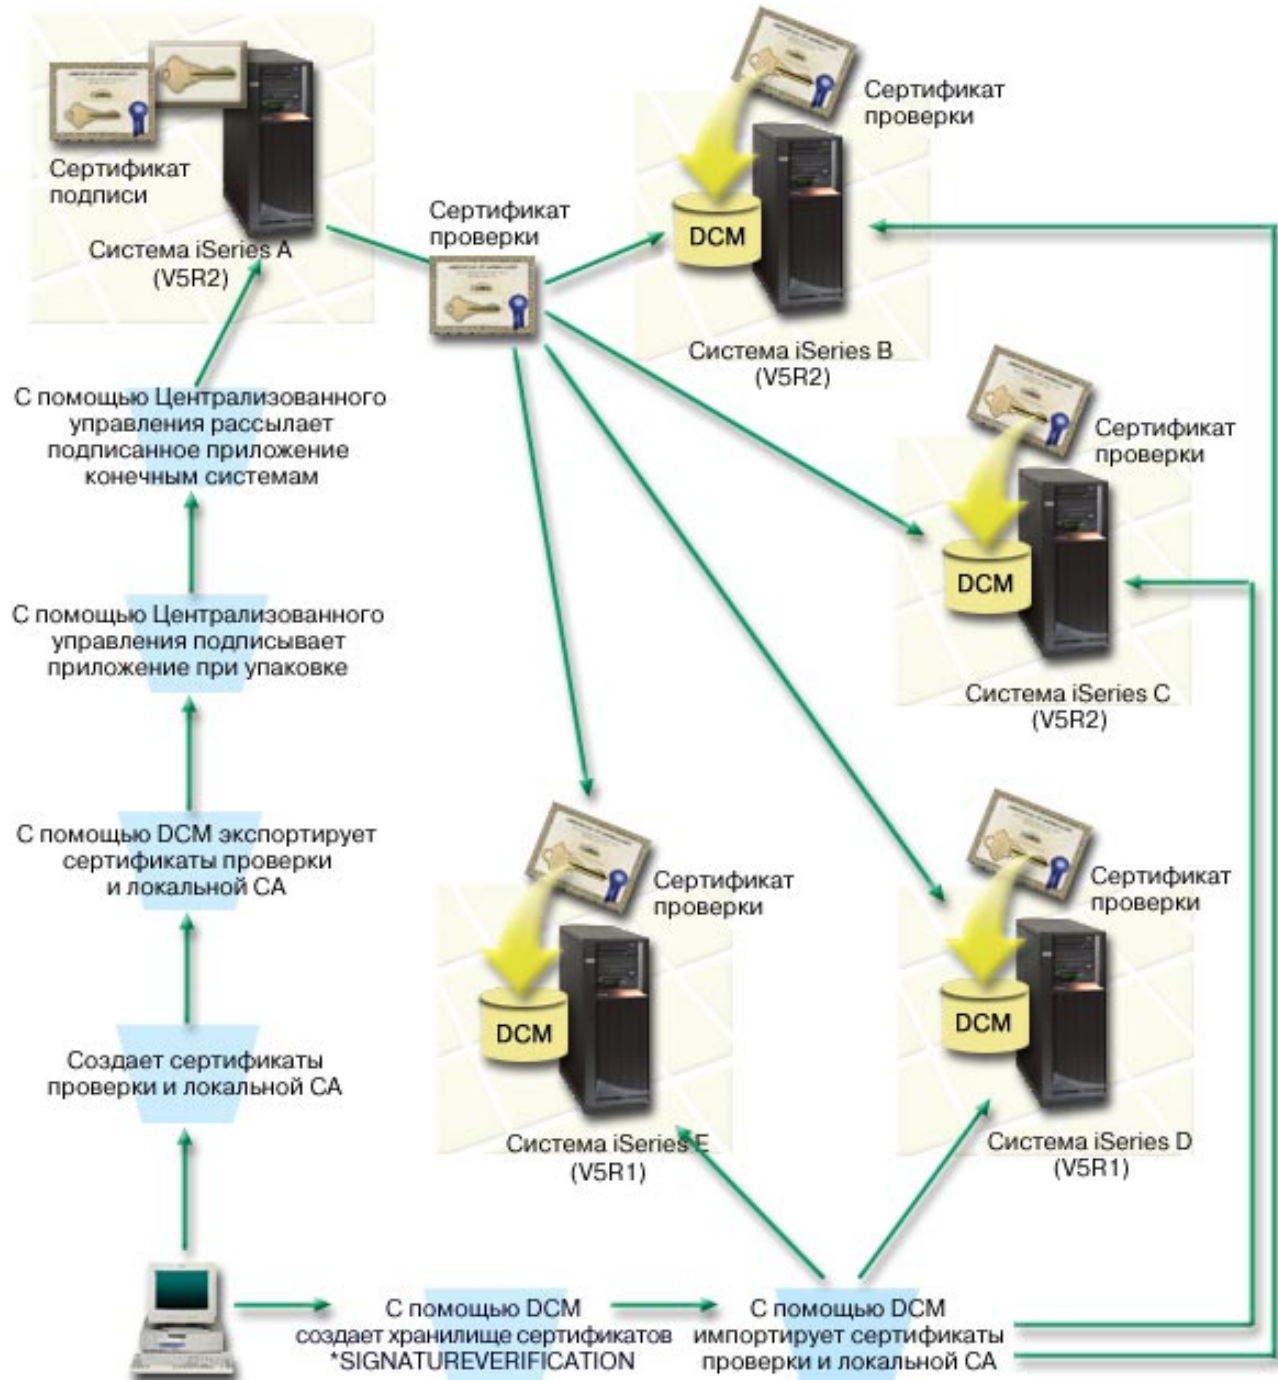 Сертификат
подписи
Система iSeries A
(V5R2)
Сертификат
проверки
Сертификат
проверки
DCM
Система iSeries B
(V5R2)
Сертификат
проверки
DCM
Система iSeries C
(V5R2)
С помощью Централизованного
управления рассылает
подписанное приложение
конечным системам
С помощью Централизованного
управления подписывает
приложение при упаковке
С помощью DCM экспортирует
сертификаты проверки
и локальной CA
Создает сертификаты
проверки и локальной CA
Сертификат
проверки
DCM
Система iSeries E
(V5R1)
Сертификат
проверки
DCM
Система iSeries D
(V5R1)
С помощью DCM
создает хранилище сертификатов
*SIGNATUREVERIFICATION
С помощью DCM
импортирует сертификаты
проверки и локальной CA